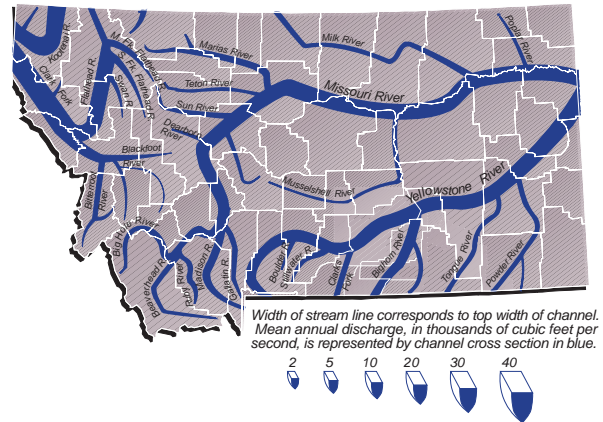 Kootenai R.
Clark Fork
Flathead R.
M. Fk. Flathead R.
S. Fk. Flathead R.
Swan R.
Marias River
Milk River
Poplar River
Teton River
Sun River
Missouri River
Dearborn
River
Blackfoot
River
Bitterroot
River
Musselshell River
Yellowstone River
Big Hole River
Beaverhead R.
Ruby River
Madison R.
Gallatin R.
Boulder R.
Stillwater R.
Clarks
Fork
Bighorn River
Tongue River
Powder River
Width of stream line corresponds to top width of channel.
Mean annual discharge, in thousands of cubic feet per
second, is represented by channel cross section in blue.
2 5 10 20 30 40